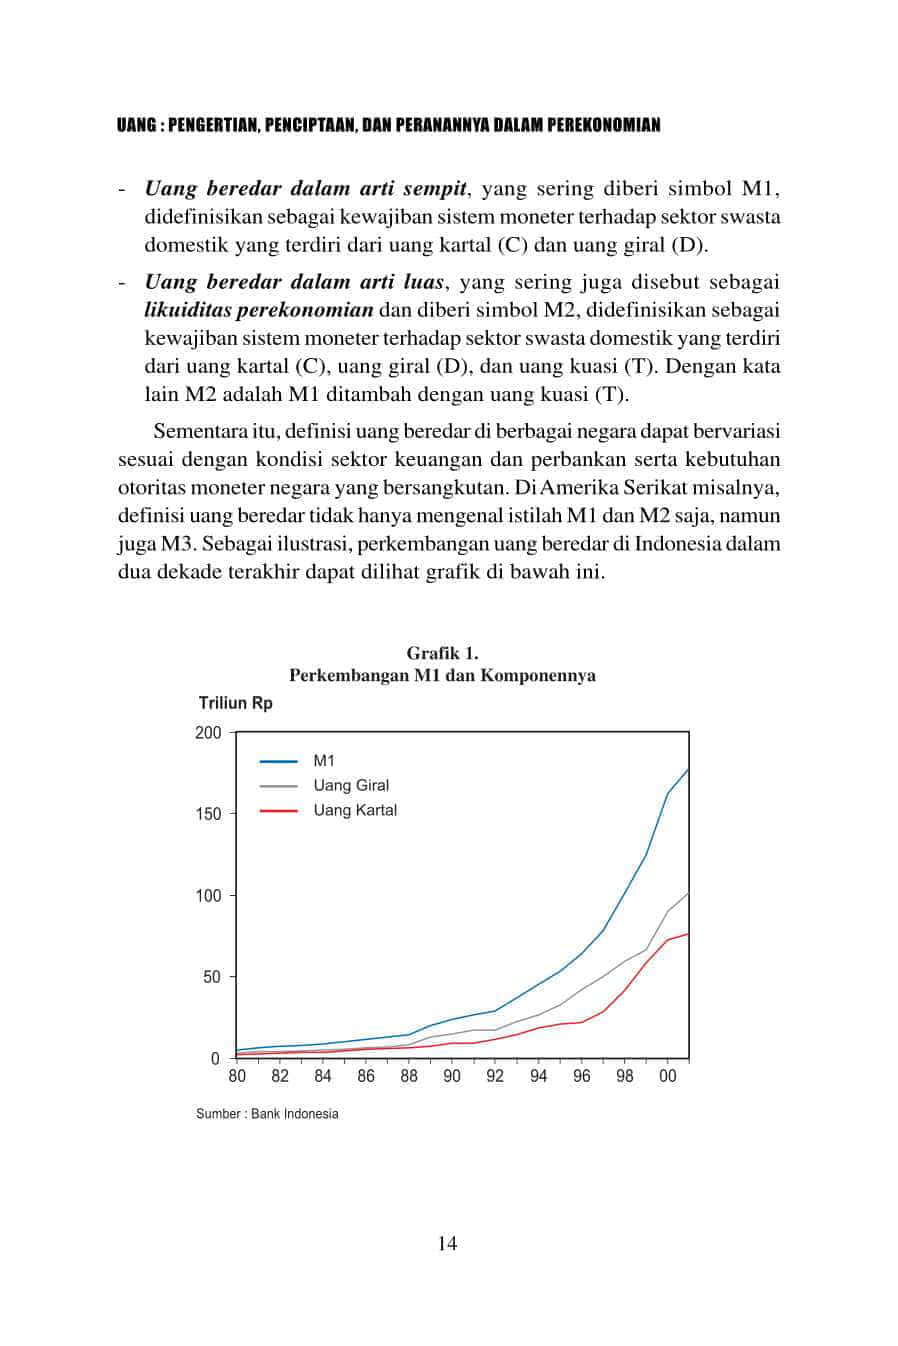 UANG : PENGERTIAN, PENCIPTAAN, DAN PERANANNYA DALAM PEREKONOMIAN
- Uang beredar dalam arti sempit, yang sering diberi simbol M1,
didefinisikan sebagai kewajiban sistem moneter terhadap sektor swasta
domestik yang terdiri dari uang kartal (C) dan uang giral (D).
- Uang beredar dalam arti luas, yang sering juga disebut sebagai
likuiditas perekonomian dan diberi simbol M2, didefinisikan sebagai
kewajiban sistem moneter terhadap sektor swasta domestik yang terdiri
dari uang kartal (C), uang giral (D), dan uang kuasi (T). Dengan kata
lain M2 adalah M1 ditambah dengan uang kuasi (T).
Sementara itu, definisi uang beredar di berbagai negara dapat bervariasi
sesuai dengan kondisi sektor keuangan dan perbankan serta kebutuhan
otoritas moneter negara yang bersangkutan. Di Amerika Serikat misalnya,
definisi uang beredar tidak hanya mengenal istilah M1 dan M2 saja, namun
juga M3. Sebagai ilustrasi, perkembangan uang beredar di Indonesia dalam
dua dekade terakhir dapat dilihat grafik di bawah ini.
Grafik 1.
Perkembangan M1 dan Komponennya
Triliun Rp
200
M1
Uang Giral
Uang Kartal
150
100
50
0
80 82 84 86 88 90 92 94 96 98 00
Sumber : Bank Indonesia
14